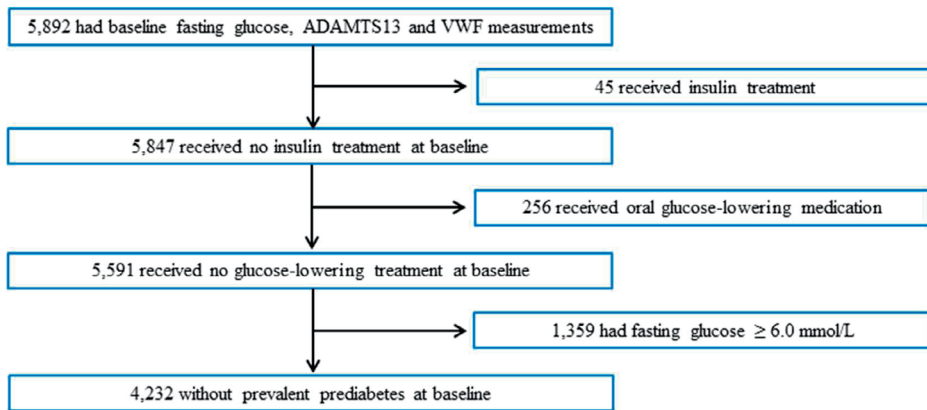 5,892 had baseline fasting glucose, ADAMTS13 and VWF measurements
45 received insulin treatment
5,847 received no insulin treatment at baseline
256 received oral glucose-lowering medication
5,591 received no glucose-lowering treatment at baseline
1,359 had fasting glucose ≥ 6.0 mmol/L
4,232 without prevalent prediabetes at baseline